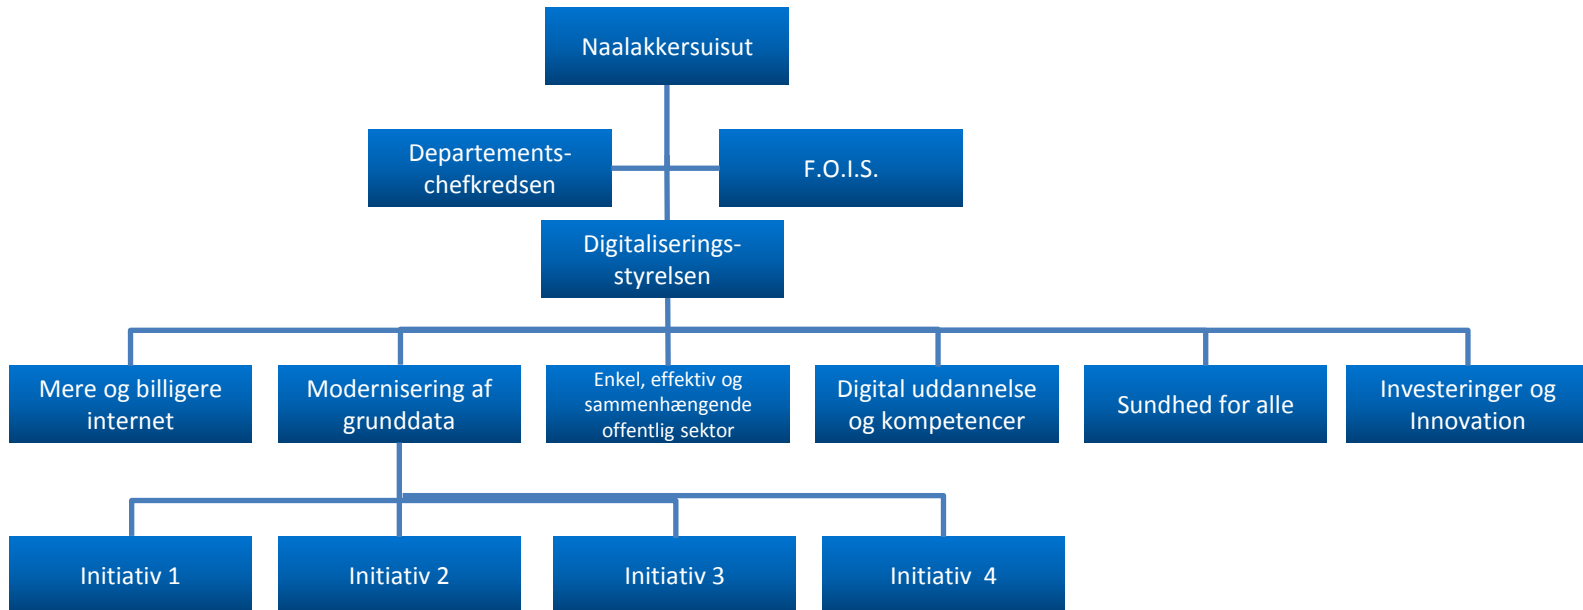 Naalakkersuisut
Departements-
chefkredsen
F.O.I.S.
Digitaliserings-
styrelsen
Mere og billigere
internet
Modernisering af
grunddata
Enkel, effektiv og
sammenhængende
offentlig sektor
Digital uddannelse
og kompetencer
Sundhed for alle
Investeringer og
Innovation
Initiativ 1
Initiativ 2
Initiativ 3
Initiativ 4